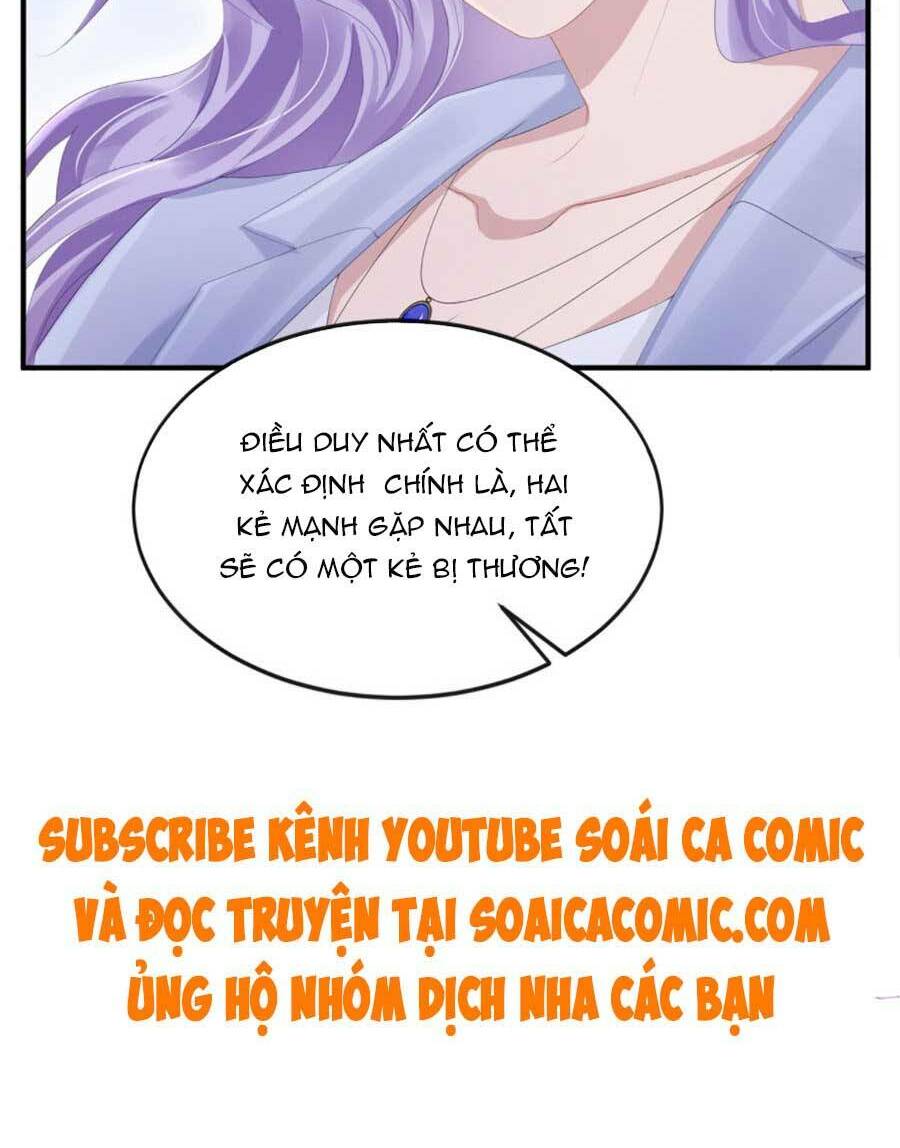 ĐIỀU DUY NHẤT CÓ THỂ
XÁC ĐỊNH CHÍNH LÀ, HAI
KẺ MẠNH GẶP NHAU, TẤT
SẼ CÓ MỘT KẺ BỊ THƯƠNG!
SUBSCRIBE KÊNH YOUTUBE SOÁI CA COMIC
VÀ ĐỌC TRUYỆN TẠI SOAICACOMIC.COM
ỦNG HỘ NHÓM DỊCH NHA CÁC BẠN